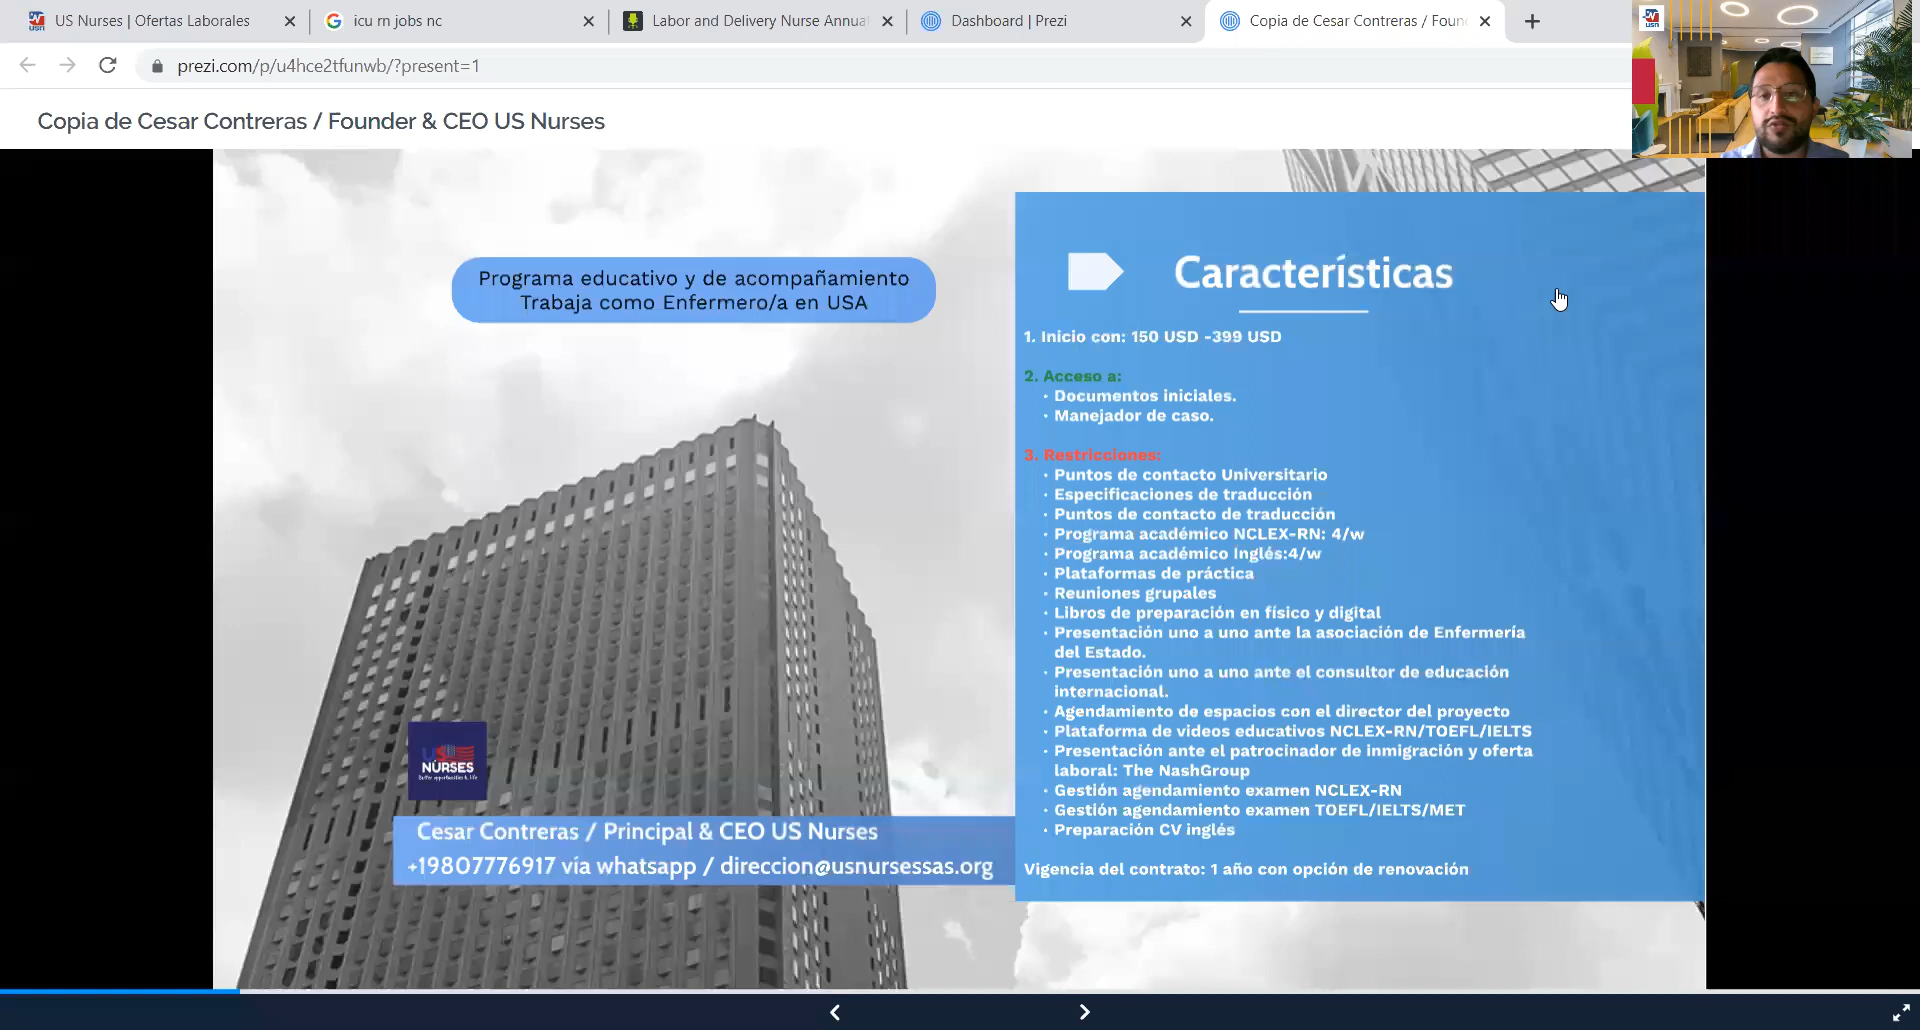 US Nurses | Ofertas Laborales
icu rn jobs nc
Labor and Delivery Nurse Annua
Dashboard | Prezi
Copia de Cesar Contreras / Foun
prezi.com/p/u4hce2tfunwb/?present=1
Copia de Cesar Contreras / Founder & CEO US Nurses
Programa educativo y de acompañamiento
Trabaja como Enfermero/a en USA
Características
1. Inicio con: 150 USD -399 USD
2. Acceso a:
• Documentos iniciales.
• Manejador de caso.
3. Restricciones:
• Puntos de contacto Universitario
• Especificaciones de traducción
• Puntos de contacto de traducción
• Programa académico NCLEX-RN: 4/w
• Programa académico Inglés:4/w
• Plataformas de práctica
• Reuniones grupales
• Libros de preparación en físico y digital
• Presentación uno a uno ante la asociación de Enfermería
del Estado.
• Presentación uno a uno ante el consultor de educación
internacional.
• Agendamiento de espacios con el director del proyecto
• Plataforma de videos educativos NCLEX-RN/TOEFL/IELTS
• Presentación ante el patrocinador de inmigración y oferta
laboral: The NashGroup
• Gestión agendamiento examen NCLEX-RN
• Gestión agendamiento examen TOEFL/IELTS/MET
• Preparación CV inglés
Vigencia del contrato: 1 año con opción de renovación
US
NURSES
Better opportunities & life
Cesar Contreras / Principal & CEO US Nurses
+19807776917 vía whatsapp / direccion@usnursessas.org